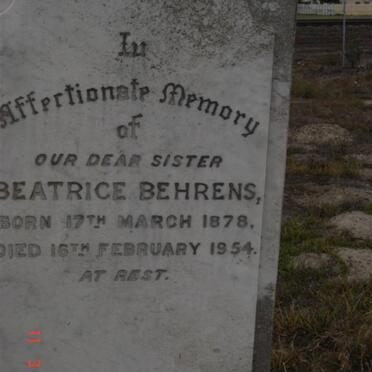 In
Affectionate Memory
of
OUR DEAR SISTER
BEATRICE BEHRENS,
BORN 17TH MARCH 1878,
DIED 16TH FEBRUARY 1954.
AT REST.